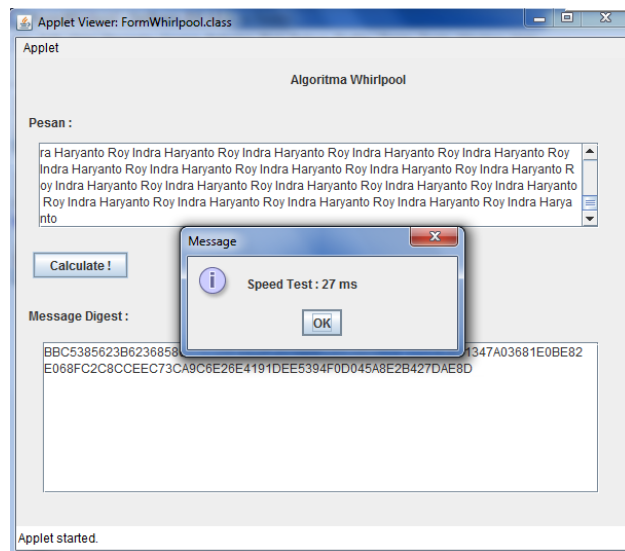 Applet Viewer: FormWhirlpool.class
Applet
Algoritma Whirlpool
Pesan :
ra Haryanto Roy Indra Haryanto Roy Indra Haryanto Roy Indra Haryanto Roy Indra Haryanto Roy
Indra Haryanto Roy Indra Haryanto Roy Indra Haryanto Roy Indra Haryanto Roy Indra Haryanto R
oy Indra Haryanto Roy Indra Haryanto Roy Indra Haryanto Roy Indra Haryanto Roy Indra Haryanto
Roy Indra Haryanto Roy Indra Haryanto Roy Indra Haryanto Roy Indra Haryanto Roy Indra Harya
nto
Message
Calculate !
Speed Test : 27 ms
OK
Message Digest :
BBC5385623B6236858 1347A03681E0BE82
E068FC2C8CCEEC73CA9C6E26E4191DEE5394F0D045A8E2B427DAE8D
Applet started.